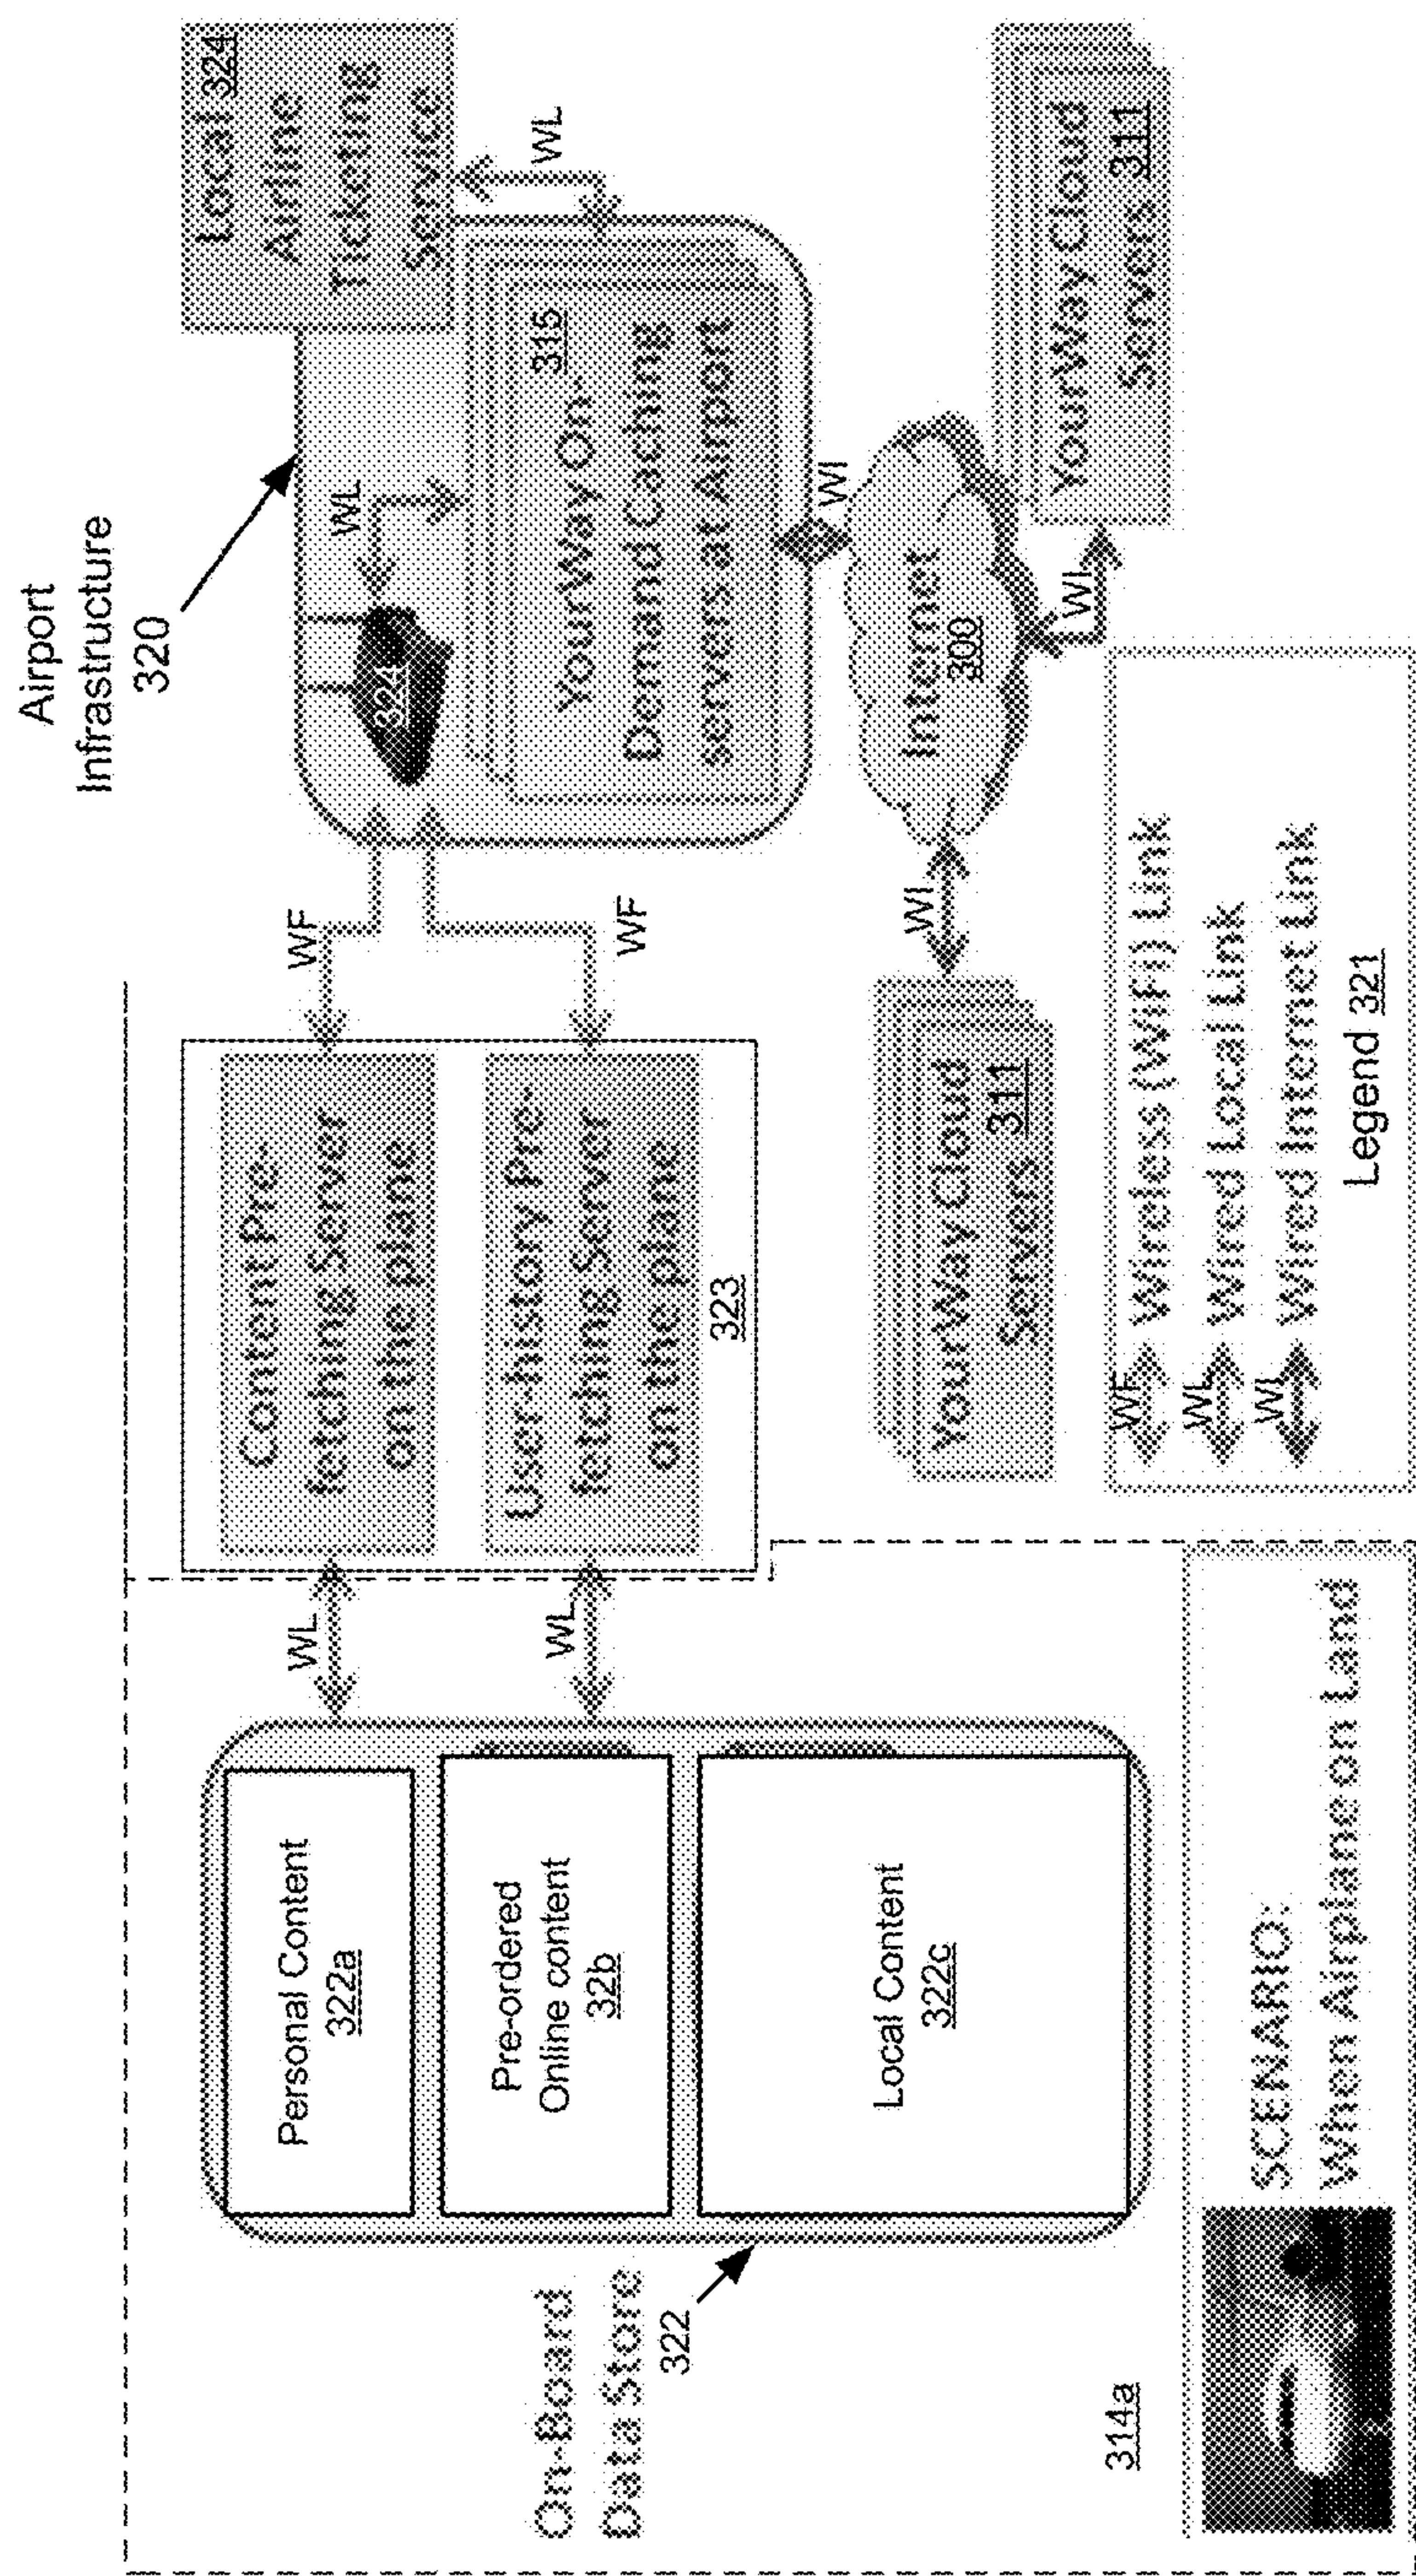 Airport
Infrastructure
320
Local 324
Airline
Ticketing
Service
WL
WL
324
YourWay On-
315
Demand Caching
servers at Airport
WF
WF
Content Pre-
fetching Server
on the plane
User-history Pre-
fetching Server
on the plane
323
WL
WL
Personal Content
322a
Pre-ordered
Online content
32b
Local Content
322c
On-Board
Data Store
322
314a
WI
Internet
300
WI
WI
YourWay Cloud
Servers 311
YourWay Cloud
Servers 311
WF Wireless (WiFi) Link
WL Wired Local Link
WI Wired Internet Link
Legend 321
SCENARIO:
When Airplane on Land